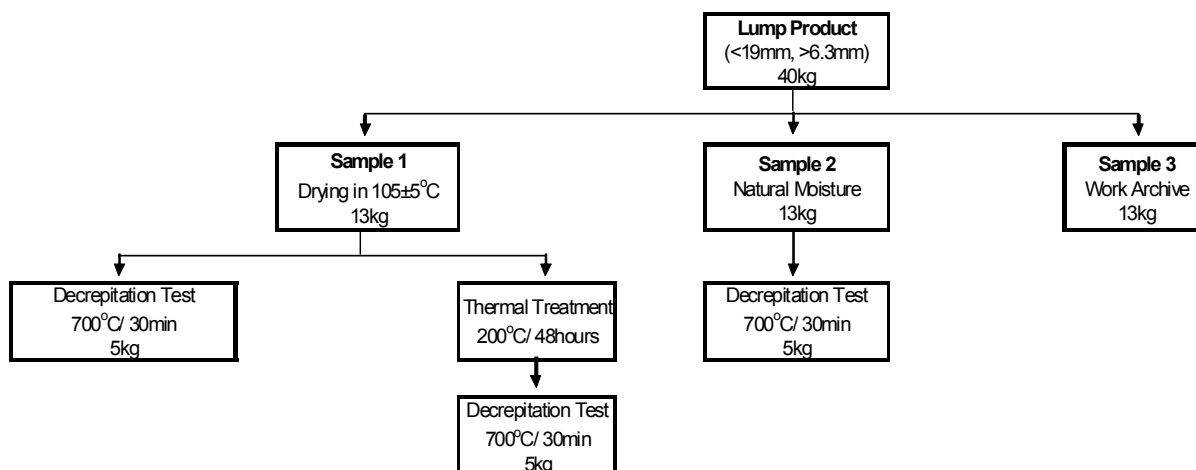 Lump Product
(<19mm, >6.3mm)
40kg
Sample 1
Drying in 105±5°C
13kg
Sample 2
Natural Moisture
13kg
Sample 3
Work Archive
13kg
Decrepitation Test
700°C/ 30min
5kg
Thermal Treatment
200°C/ 48hours
Decrepitation Test
700°C/ 30min
5kg
Decrepitation Test
700°C/ 30min
5kg